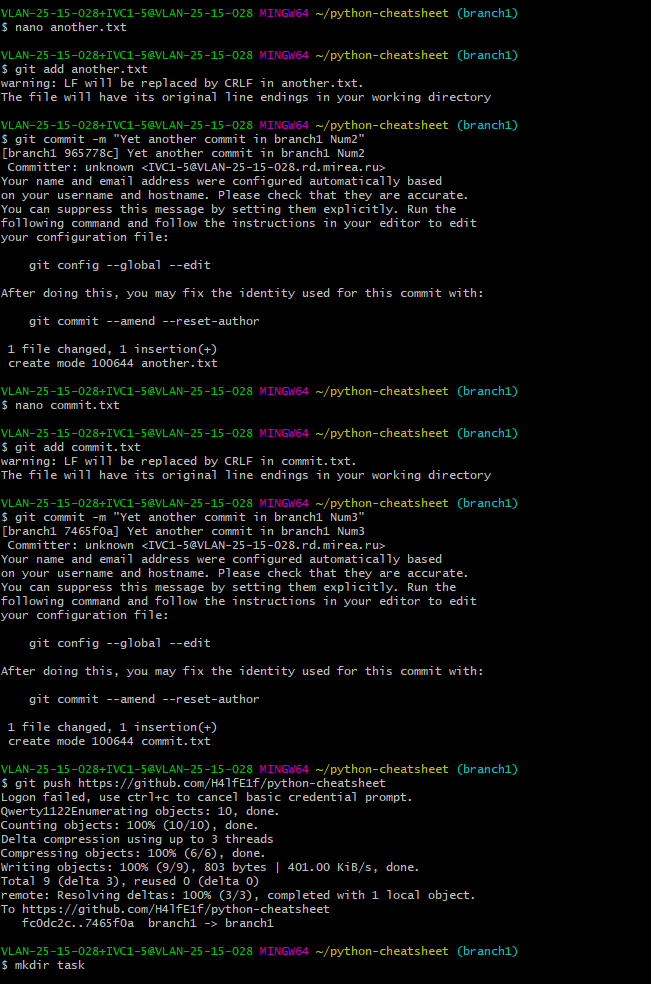 VLAN-25-15-028+IVC1-5@VLAN-25-15-028 MINGW64 ~/python-cheatsheet (branch1)
$ nano another.txt
VLAN-25-15-028+IVC1-5@VLAN-25-15-028 MINGW64 ~/python-cheatsheet (branch1)
$ git add another.txt
warning: LF will be replaced by CRLF in another.txt.
The file will have its original line endings in your working directory
VLAN-25-15-028+IVC1-5@VLAN-25-15-028 MINGW64 ~/python-cheatsheet (branch1)
$ git commit -m "Yet another commit in branch1 Num2"
[branch1 965778c] Yet another commit in branch1 Num2
 Committer: unknown <IVC1-5@VLAN-25-15-028.rd.mirea.ru>
Your name and email address were configured automatically based
on your username and hostname. Please check that they are accurate.
You can suppress this message by setting them explicitly. Run the
following command and follow the instructions in your editor to edit
your configuration file:
    git config --global --edit
After doing this, you may fix the identity used for this commit with:
    git commit --amend --reset-author
 1 file changed, 1 insertion(+)
 create mode 100644 another.txt
VLAN-25-15-028+IVC1-5@VLAN-25-15-028 MINGW64 ~/python-cheatsheet (branch1)
$ nano commit.txt
VLAN-25-15-028+IVC1-5@VLAN-25-15-028 MINGW64 ~/python-cheatsheet (branch1)
$ git add commit.txt
warning: LF will be replaced by CRLF in commit.txt.
The file will have its original line endings in your working directory
VLAN-25-15-028+IVC1-5@VLAN-25-15-028 MINGW64 ~/python-cheatsheet (branch1)
$ git commit -m "Yet another commit in branch1 Num3"
[branch1 7465f0a] Yet another commit in branch1 Num3
 Committer: unknown <IVC1-5@VLAN-25-15-028.rd.mirea.ru>
Your name and email address were configured automatically based
on your username and hostname. Please check that they are accurate.
You can suppress this message by setting them explicitly. Run the
following command and follow the instructions in your editor to edit
your configuration file:
    git config --global --edit
After doing this, you may fix the identity used for this commit with:
    git commit --amend --reset-author
 1 file changed, 1 insertion(+)
 create mode 100644 commit.txt
VLAN-25-15-028+IVC1-5@VLAN-25-15-028 MINGW64 ~/python-cheatsheet (branch1)
$ git push https://github.com/H4lfE1f/python-cheatsheet
Logon failed, use ctrl+c to cancel basic credential prompt.
Qwerty1122Enumerating objects: 10, done.
Counting objects: 100% (10/10), done.
Delta compression using up to 3 threads
Compressing objects: 100% (6/6), done.
Writing objects: 100% (9/9), 803 bytes | 401.00 KiB/s, done.
Total 9 (delta 3), reused 0 (delta 0)
remote: Resolving deltas: 100% (3/3), completed with 1 local object.
To https://github.com/H4lfE1f/python-cheatsheet
   fc0dc2c..7465f0a  branch1 -> branch1
VLAN-25-15-028+IVC1-5@VLAN-25-15-028 MINGW64 ~/python-cheatsheet (branch1)
$ mkdir task